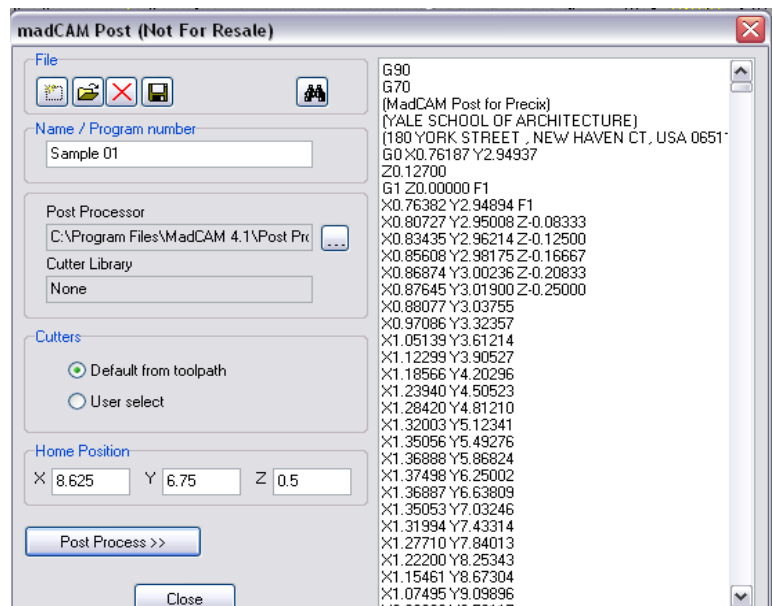 madCAM Post (Not For Resale)
File
Name / Program number
Sample 01
Post Processor
C:\Program Files\MadCAM 4.1\Post Prc
...
Cutter Library
None
Cutters
Default from toolpath
User select
Home Position
X 8.625 Y 6.75 Z 0.5
Post Process >>
Close
G90
G70
(MadCAM Post for Precix)
(YALE SCHOOL OF ARCHITECTURE)
(180 YORK STREET , NEW HAVEN CT, USA 0651
G0 X0.76187 Y2.94937
Z0.12700
G1 Z0.00000 F1
X0.76382 Y2.94894 F1
X0.80727 Y2.95008 Z-0.08333
X0.83435 Y2.96214 Z-0.12500
X0.85608 Y2.98175 Z-0.16667
X0.86874 Y3.00236 Z-0.20833
X0.87645 Y3.01900 Z-0.25000
X0.88077 Y3.03755
X0.97086 Y3.32357
X1.05139 Y3.61214
X1.12299 Y3.90527
X1.18566 Y4.20296
X1.23940 Y4.50523
X1.28420 Y4.81210
X1.32003 Y5.12341
X1.35056 Y5.49276
X1.36888 Y5.86824
X1.37498 Y6.25002
X1.36887 Y6.63809
X1.35053 Y7.03246
X1.31994 Y7.43314
X1.27710 Y7.84013
X1.22200 Y8.25343
X1.15461 Y8.67304
X1.07495 Y9.09896